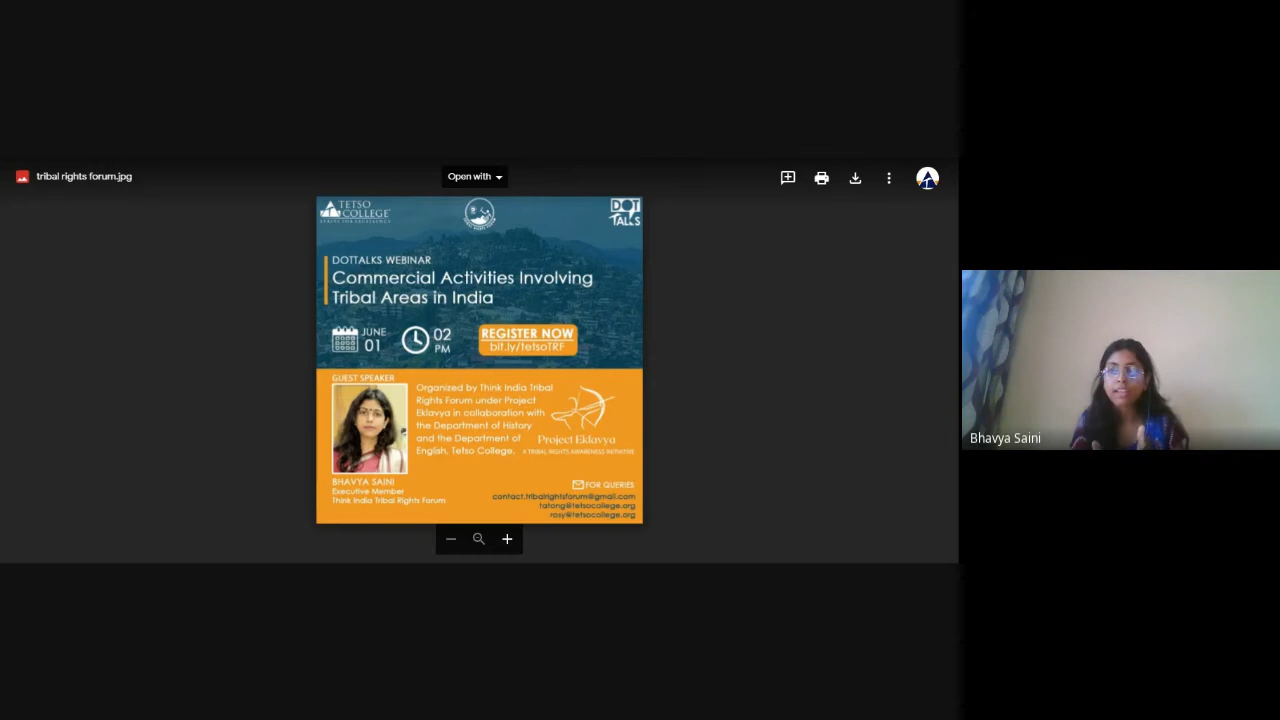 tribal rights forum.jpg
Open with
TETSO
COLLEGE
DOT
TALKS
DOTTALKS WEBINAR
Commercial Activities Involving
Tribal Areas in India
JUNE
01
02
PM
REGISTER NOW
bit.ly/tetsoTRF
GUEST SPEAKER
Organized by Think India Tribal
Rights Forum under Project
Eklavya in collaboration with
the Department of History
and the Department of
English, Tetso College.
Project Eklavya
A TRIBAL RIGHTS AWARENESS INITIATIVE
BHAVYA SAINI
Executive Member
Think India Tribal Rights Forum
FOR QUERIES
contact.tribalrightsforum@gmail.com
tatong@tetsocollege.org
rosy@tetsocollege.org
Bhavya Saini